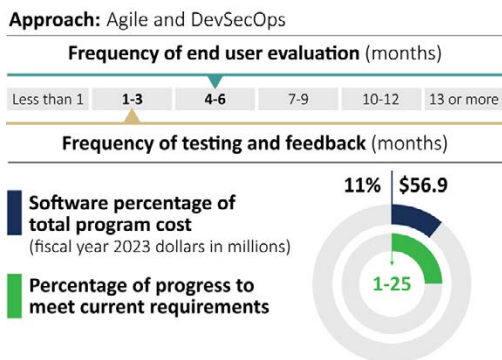 Approach: Agile and DevSecOps
Frequency of end user evaluation (months)
Less than 1 1-3 4-6 7-9 10-12 13 or more
Frequency of testing and feedback (months)
11% $56.9
Software percentage of
total program cost
(fiscal year 2023 dollars in millions)
Percentage of progress to
meet current requirements
1-25